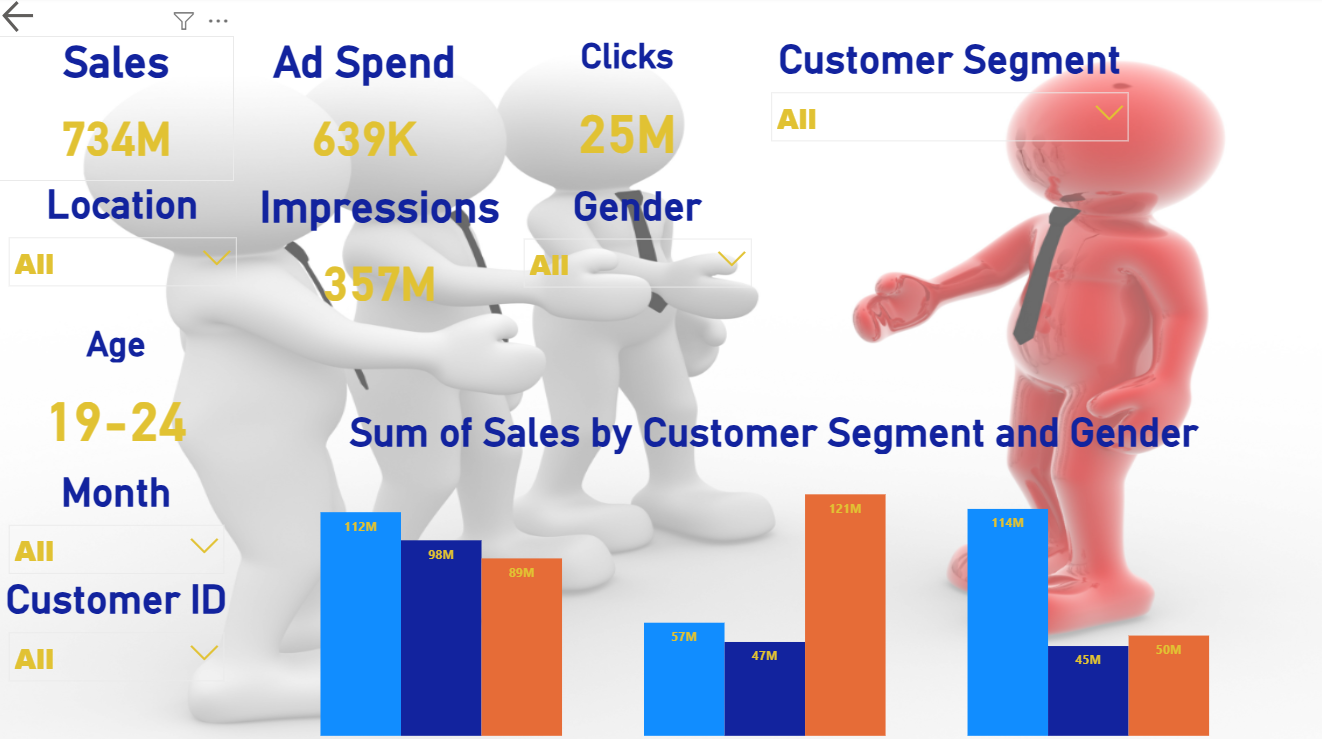 Sales
734M
Ad Spend
639K
Clicks
25M
Customer Segment
All
Location
All
Impressions
357M
Gender
All
Age
19-24
Month
All
Customer ID
All
Sum of Sales by Customer Segment and Gender
112M
98M
89M
57M
47M
121M
114M
45M
50M